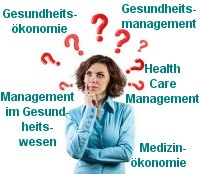 Gesundheits-
ökonomie
Gesundheits-
management
Health
Care
Management
Management
im Gesund-
heits-
wesen
Medizin-
ökonomie